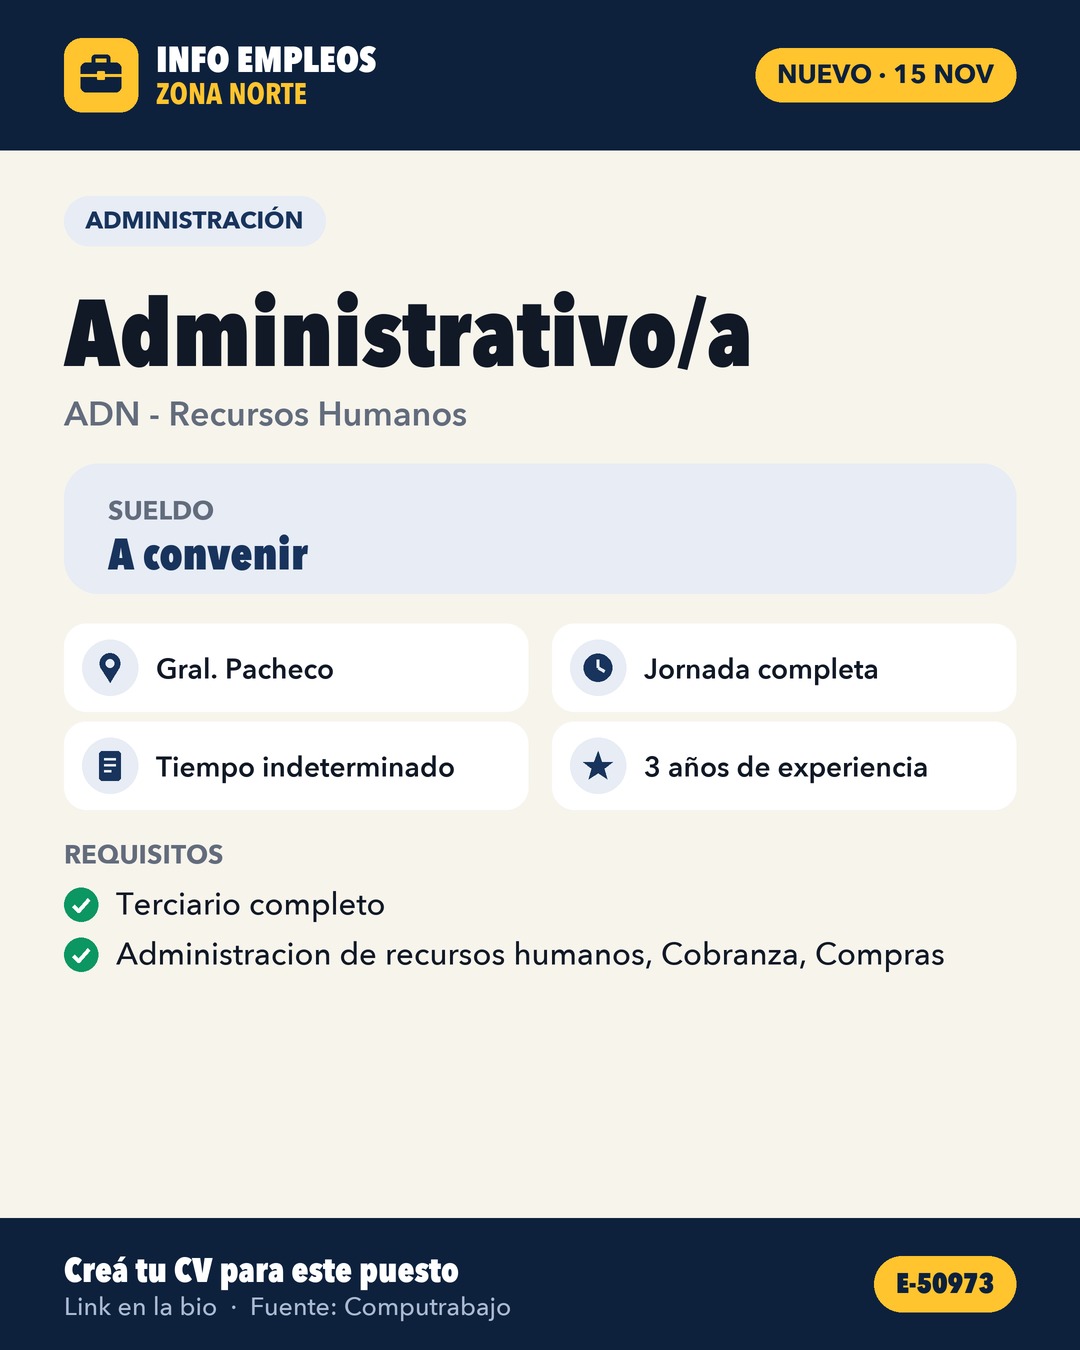 INFO EMPLEOS
ZONA NORTE
NUEVO · 15 NOV
ADMINISTRACIÓN
Administrativo/a
ADN - Recursos Humanos
SUELDO
A convenir
Gral. Pacheco
Jornada completa
Tiempo indeterminado
3 años de experiencia
REQUISITOS
Terciario completo
Administracion de recursos humanos, Cobranza, Compras
Creá tu CV para este puesto
Link en la bio · Fuente: Computrabajo
E-50973